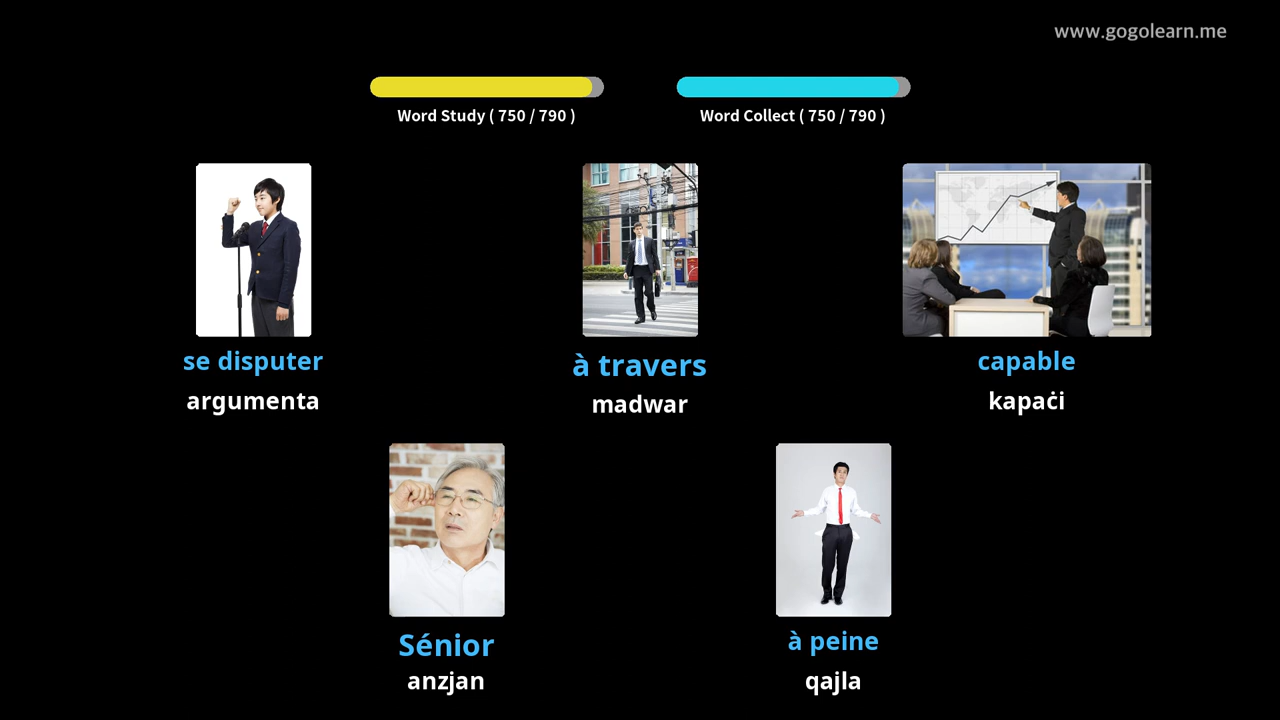 www.gogolearn.me
Word Study ( 750 / 790 )
Word Collect ( 750 / 790 )
se disputer
argumenta
à travers
madwar
capable
kapaċi
Sénior
anzjan
à peine
qajla